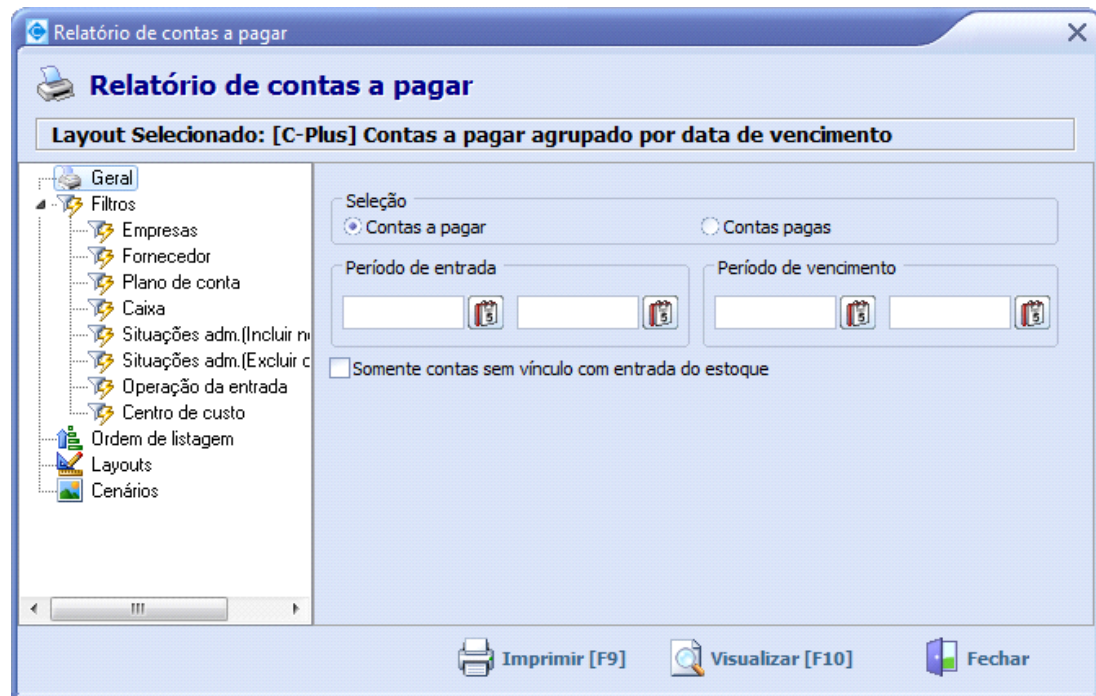 Relatório de contas a pagar
Relatório de contas a pagar
Layout Selecionado: [C-Plus] Contas a pagar agrupado por data de vencimento
Geral
Filtros
Empresas
Fornecedor
Plano de conta
Caixa
Situações adm.(Incluir n
Situações adm.(Excluir c
Operação da entrada
Centro de custo
Ordem de listagem
Layouts
Cenários
Seleção
Contas a pagar
Contas pagas
Período de entrada
Período de vencimento
Somente contas sem vínculo com entrada do estoque
Imprimir [F9]
Visualizar [F10]
Fechar